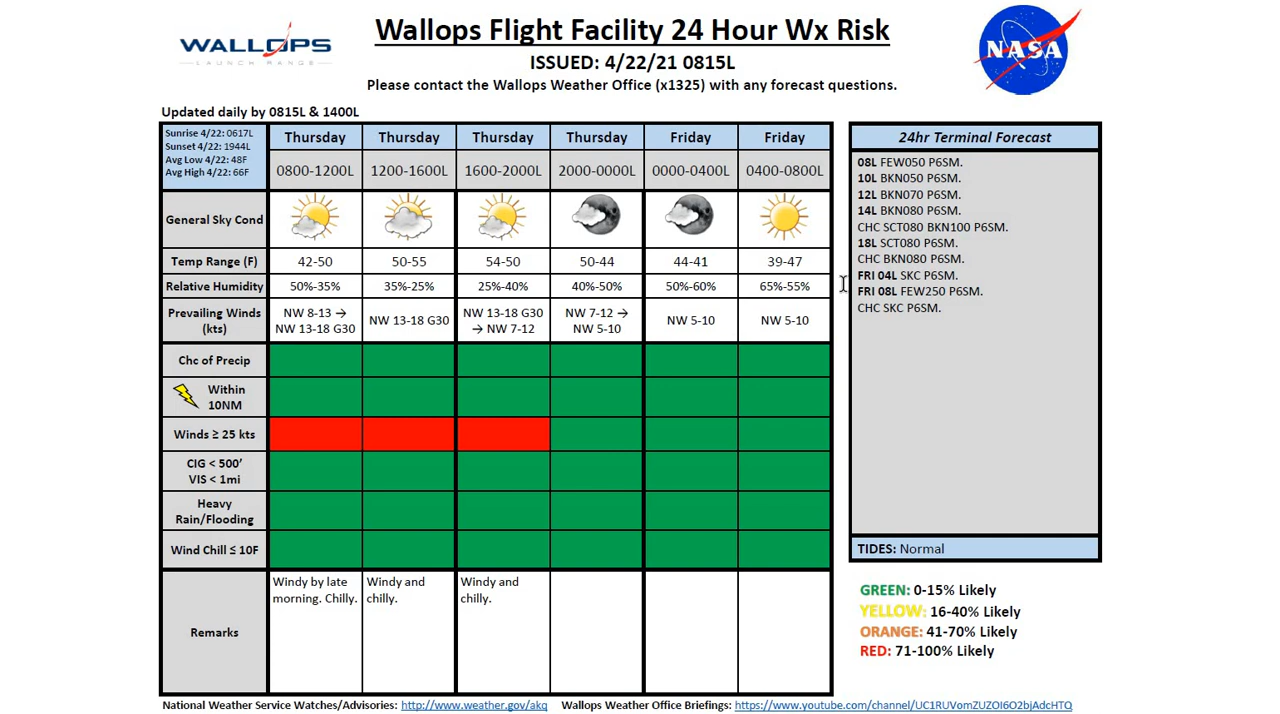 WALLOPS
LAUNCH RANGE
Wallops Flight Facility 24 Hour Wx Risk
ISSUED: 4/22/21 0815L
Please contact the Wallops Weather Office (x1325) with any forecast questions.
NASA
Updated daily by 0815L & 1400L
Sunrise 4/22: 0617L
Sunset 4/22: 1944L
Avg Low 4/22: 48F
Avg High 4/22: 66F
Thursday Thursday Thursday Thursday Friday Friday
0800-1200L 1200-1600L 1600-2000L 2000-0000L 0000-0400L 0400-0800L
General Sky Cond
Temp Range (F) 42-50 50-55 54-50 50-44 44-41 39-47
Relative Humidity 50%-35% 35%-25% 25%-40% 40%-50% 50%-60% 65%-55%
Prevailing Winds (kts) NW 8-13 → NW 13-18 G30 NW 13-18 G30 NW 13-18 G30 → NW 7-12 NW 7-12 → NW 5-10 NW 5-10 NW 5-10
Chc of Precip
Within
10NM
Winds ≥ 25 kts
CIG < 500’
VIS < 1mi
Heavy
Rain/Flooding
Wind Chill ≤ 10F
Remarks
Windy by late
morning. Chilly.
Windy and
chilly.
Windy and
chilly.
24hr Terminal Forecast
08L FEW050 P6SM.
10L BKN050 P6SM.
12L BKN070 P6SM.
14L BKN080 P6SM.
CHC SCT080 BKN100 P6SM.
18L SCT080 P6SM.
CHC BKN080 P6SM.
FRI 04L SKC P6SM.
FRI 08L FEW250 P6SM.
CHC SKC P6SM.
TIDES: Normal
GREEN: 0-15% Likely
YELLOW: 16-40% Likely
ORANGE: 41-70% Likely
RED: 71-100% Likely
National Weather Service Watches/Advisories: http://www.weather.gov/akq Wallops Weather Office Briefings: https://www.youtube.com/channel/UC1RUVomZUZOI6O2bjAdcHTQ